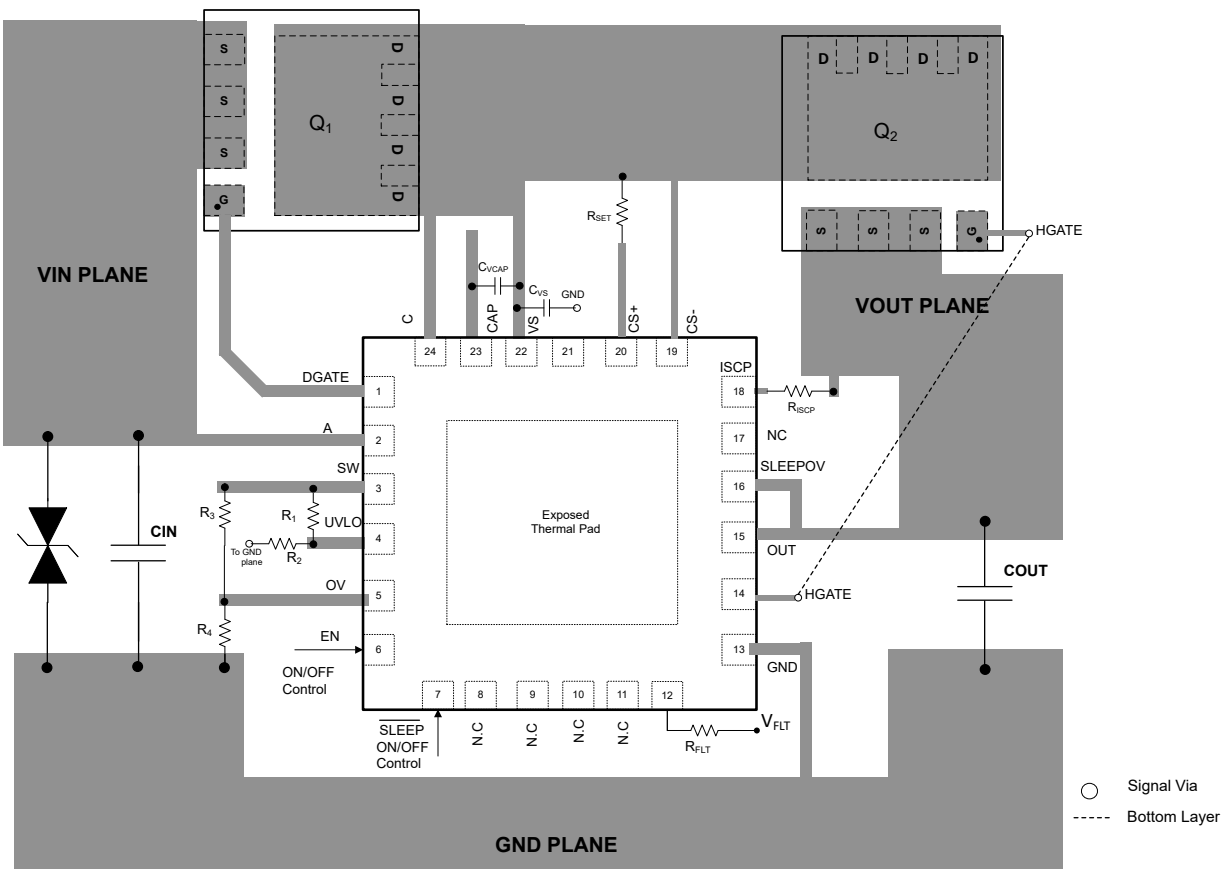 S
S
S
G
Q1
D
D
D
D
D
D
D
D
Q2
S
S
S
G
HGATE
VIN PLANE
VOUT PLANE
RSET
CVCAP
CVS
GND
C
CAP
VS
CS+
CS-
24
23
22
21
20
19
DGATE
1
ISCP
18
RISCP
A
2
17
NC
SW
3
SLEEPOV
16
R3
R1
UVLO
4
To GND
plane
R2
15
OUT
Exposed
Thermal Pad
CIN
OV
5
14
HGATE
COUT
R4
EN
6
ON/OFF
Control
13
GND
7
8
9
10
11
12
SLEEP
ON/OFF
Control
N.C
N.C
N.C
N.C
RFLT
VFLT
GND PLANE
Signal Via
Bottom Layer